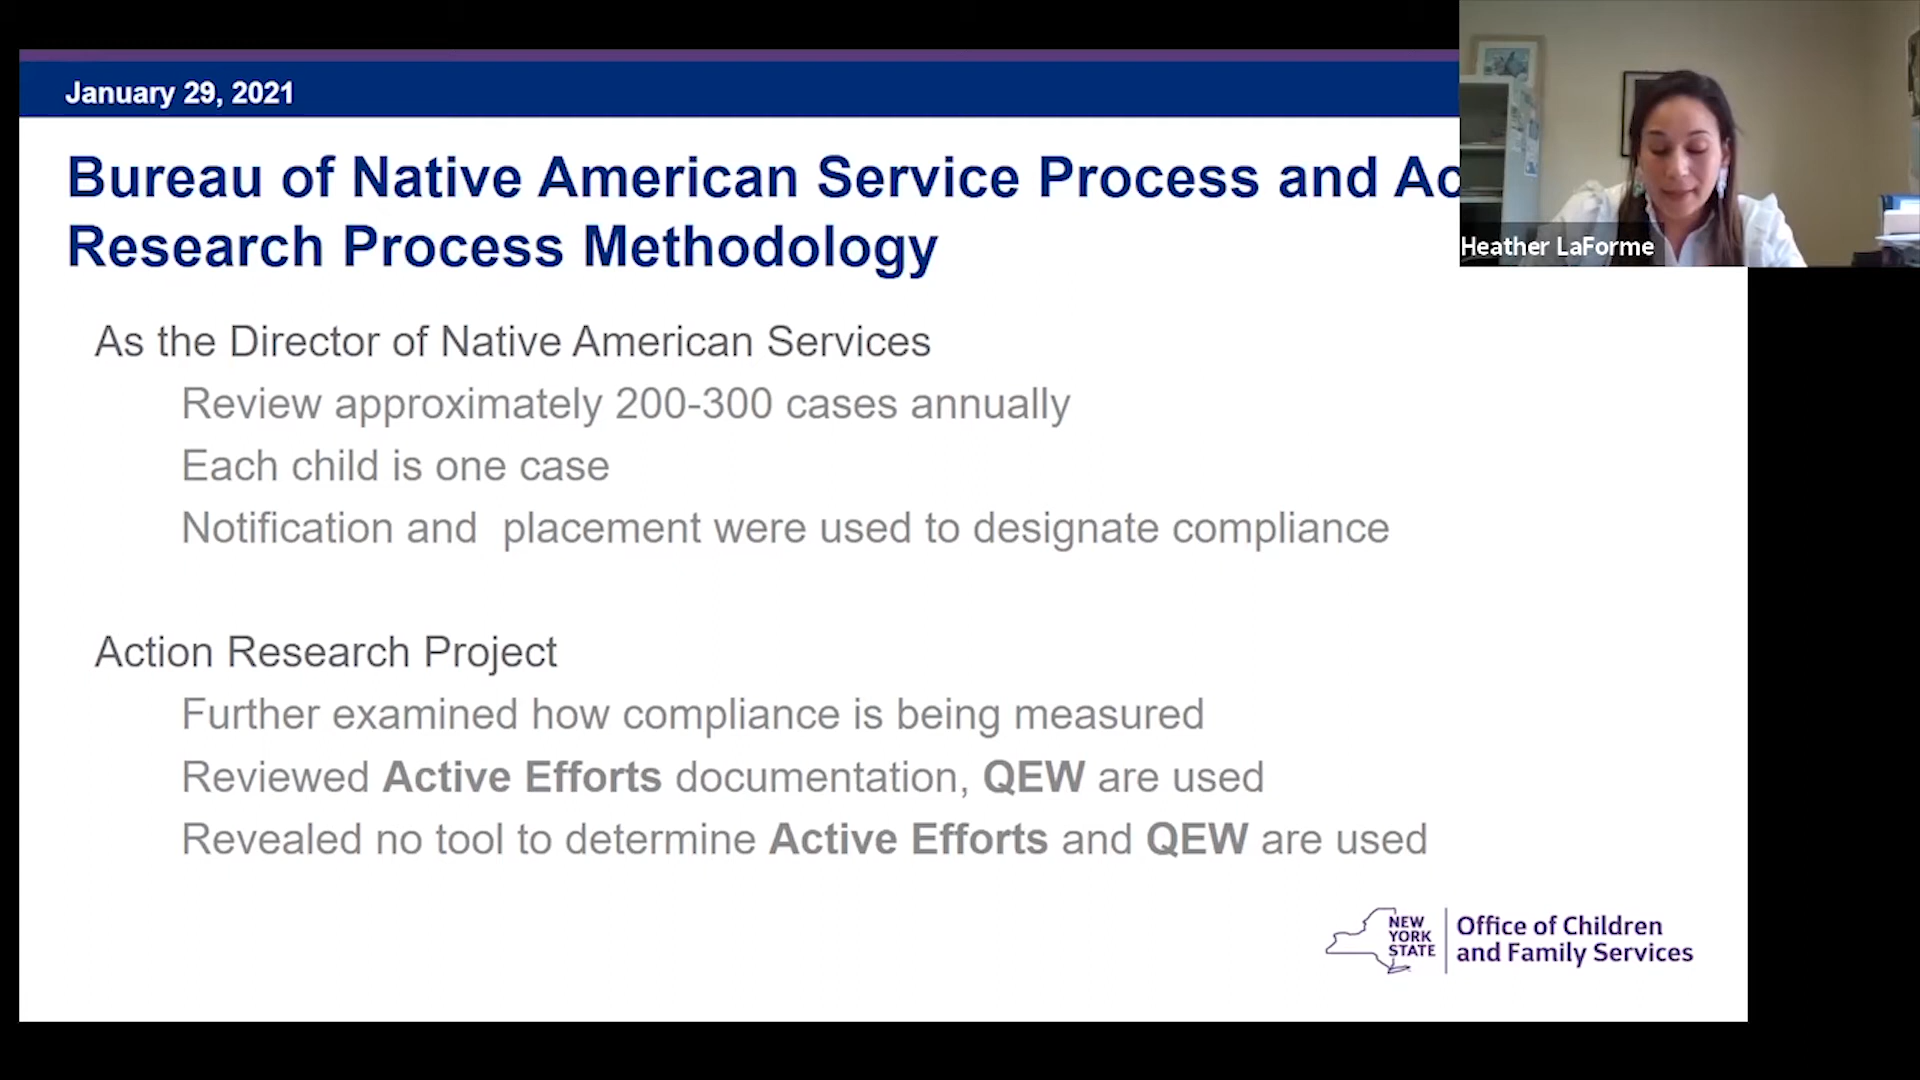 January 29, 2021
Bureau of Native American Service Process and Ac
Research Process Methodology
As the Director of Native American Services
Review approximately 200-300 cases annually
Each child is one case
Notification and placement were used to designate compliance
Action Research Project
Further examined how compliance is being measured
Reviewed Active Efforts documentation, QEW are used
Revealed no tool to determine Active Efforts and QEW are used
NEW
YORK
STATE
Office of Children
and Family Services
Heather LaForme